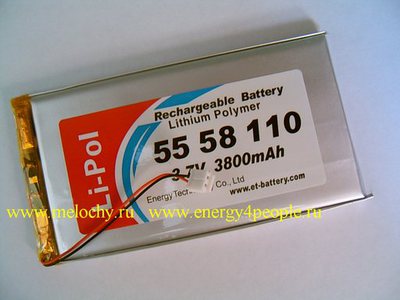 Li-Pol
Rechargeable Battery
Lithium Polymer
55 58 110
3.7V 3800mAh
Energy Co., Ltd www.et-battery.com
www.melochy.ru www.energy4people.ru